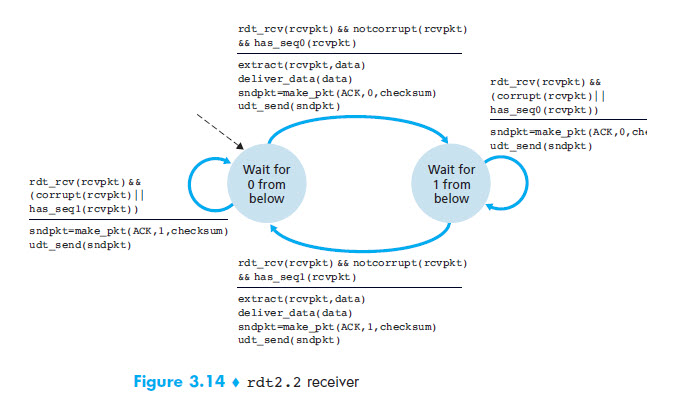 rdt_rcv(rcvpkt) && notcorrupt(rcvpkt)
&& has_seq0(rcvpkt)
extract(rcvpkt,data)
deliver_data(data)
sndpkt=make_pkt(ACK,0,checksum)
udt_send(sndpkt)
rdt_rcv(rcvpkt) &&
(corrupt(rcvpkt)||
has_seq0(rcvpkt))
sndpkt=make_pkt(ACK,0,che
udt_send(sndpkt)
Wait for
0 from
below
Wait for
1 from
below
rdt_rcv(rcvpkt)&&
(corrupt(rcvpkt)||
has_seq1(rcvpkt))
sndpkt=make_pkt(ACK,1,checksum)
udt_send(sndpkt)
rdt_rcv(rcvpkt) && notcorrupt(rcvpkt)
&& has_seq1(rcvpkt)
extract(rcvpkt,data)
deliver_data(data)
sndpkt=make_pkt(ACK,1,checksum)
udt_send(sndpkt)
Figure 3.14 ♦ rdt2.2 receiver